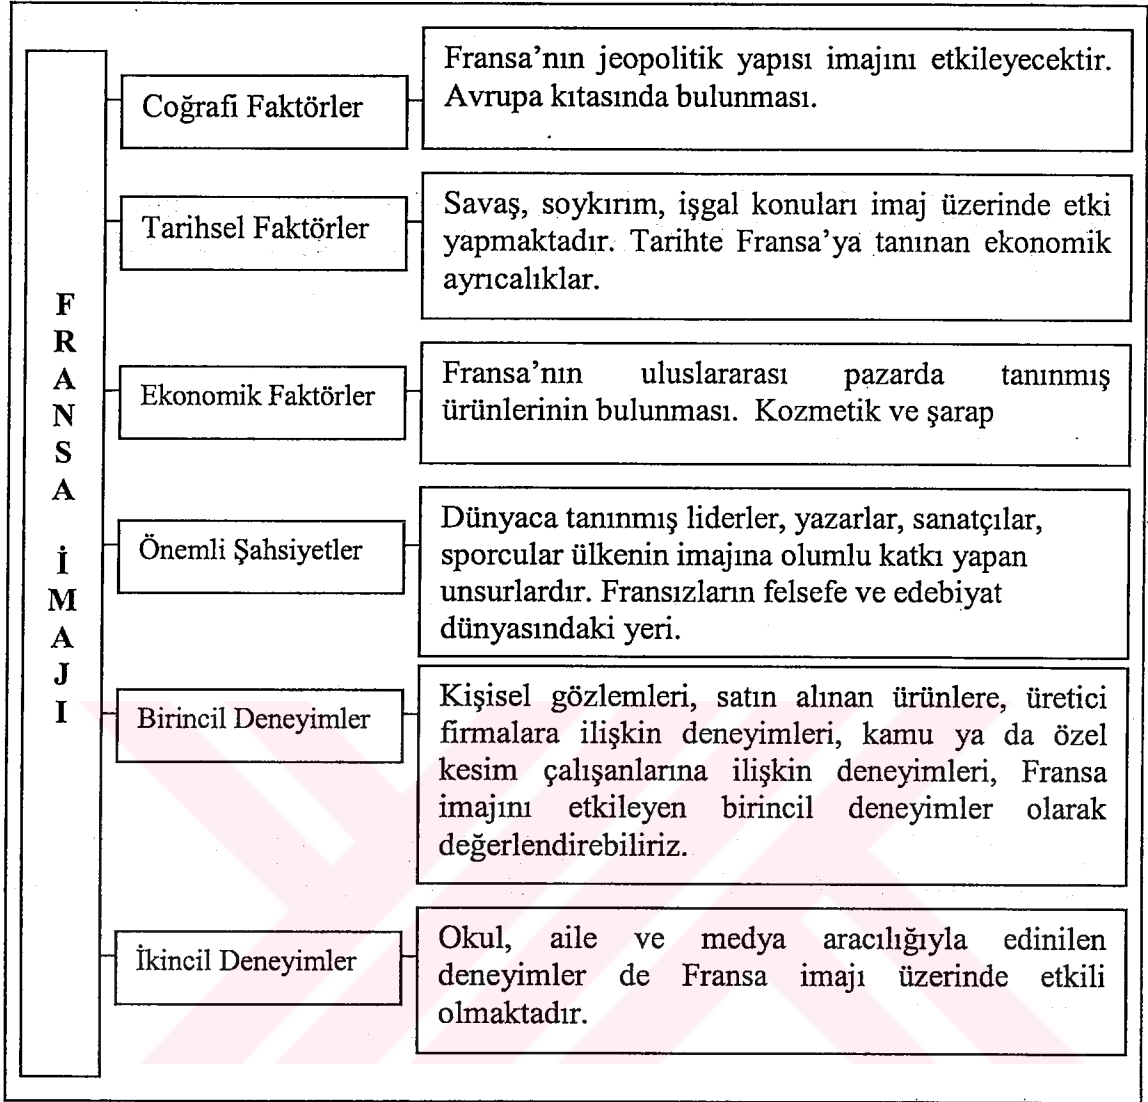 FRANSA İMAJI
Coğrafi Faktörler
Fransa’nın jeopolitik yapısı imajını etkileyecektir.
Avrupa kıtasında bulunması.
Tarihsel Faktörler
Savaş, soykırım, işgal konuları imaj üzerinde etki
yapmaktadır. Tarihte Fransa’ya tanınan ekonomik
ayrıcalıklar.
Ekonomik Faktörler
Fransa’nın uluslararası pazarda tanınmış
ürünlerinin bulunması. Kozmetik ve şarap
Önemli Şahsiyetler
Dünyaca tanınmış liderler, yazarlar, sanatçılar,
sporcular ülkenin imajına olumlu katkı yapan
unsurlardır. Fransızların felsefe ve edebiyat
dünyasındaki yeri.
Birincil Deneyimler
Kişisel gözlemleri, satın alınan ürünlere, üretici
firmalara ilişkin deneyimleri, kamu ya da özel
kesim çalışanlarına ilişkin deneyimleri, Fransa
imajını etkileyen birincil deneyimler olarak
değerlendirebiliriz.
İkincil Deneyimler
Okul, aile ve medya aracılığıyla edinilen
deneyimler de Fransa imajı üzerinde etkili
olmaktadır.